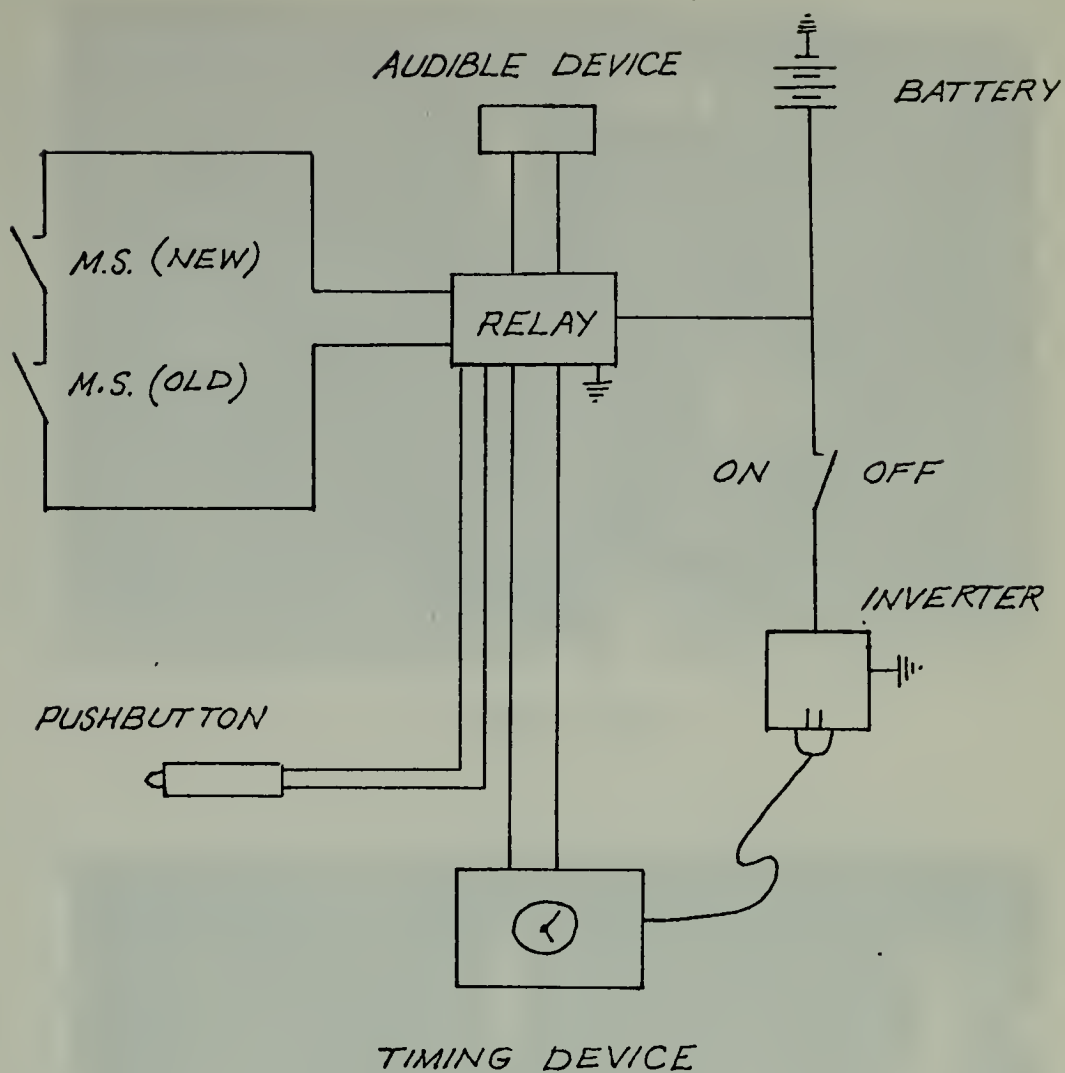 AUDIBLE DEVICE
BATTERY
M.S. (NEW)
RELAY
M.S. (OLD)
ON OFF
INVERTER
PUSHBUTTON
TIMING DEVICE